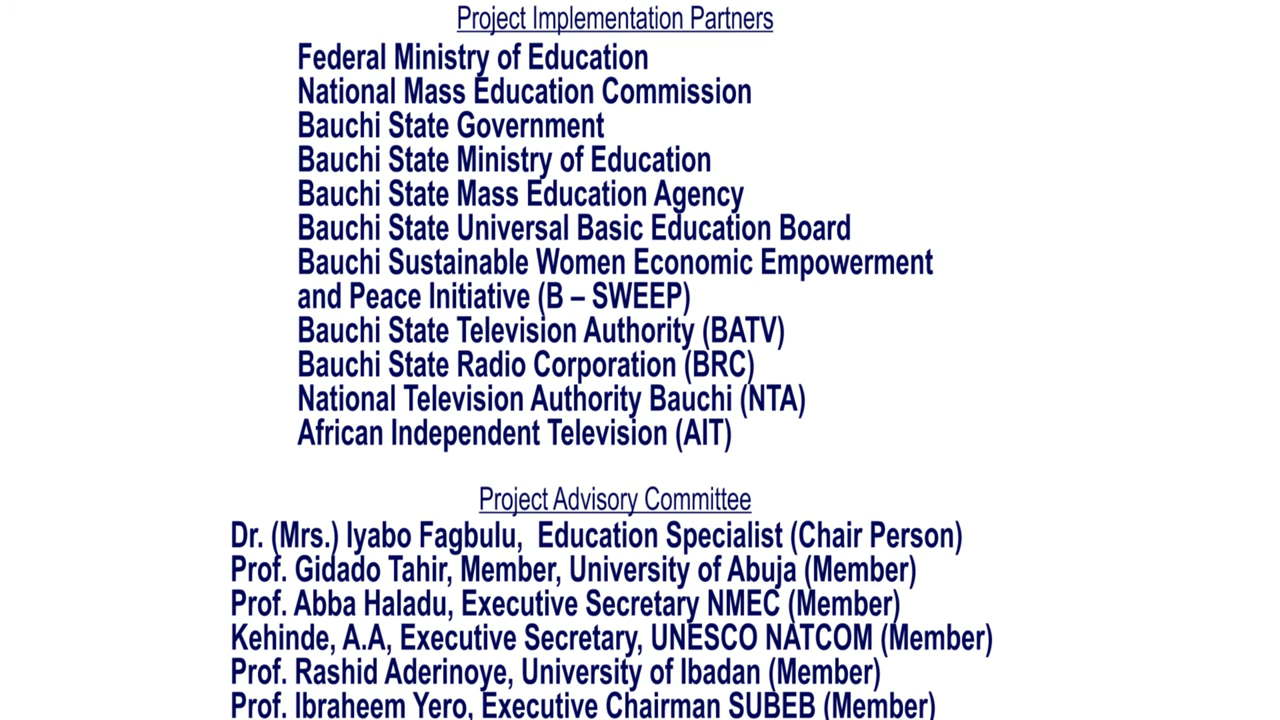 Project Implementation Partners
Federal Ministry of Education
National Mass Education Commission
Bauchi State Government
Bauchi State Ministry of Education
Bauchi State Mass Education Agency
Bauchi State Universal Basic Education Board
Bauchi Sustainable Women Economic Empowerment
and Peace Initiative (B – SWEEP)
Bauchi State Television Authority (BATV)
Bauchi State Radio Corporation (BRC)
National Television Authority Bauchi (NTA)
African Independent Television (AIT)
Project Advisory Committee
Dr. (Mrs.) Iyabo Fagbulu, Education Specialist (Chair Person)
Prof. Gidado Tahir, Member, University of Abuja (Member)
Prof. Abba Haladu, Executive Secretary NMEC (Member)
Kehinde, A.A, Executive Secretary, UNESCO NATCOM (Member)
Prof. Rashid Aderinoye, University of Ibadan (Member)
Prof. Ibraheem Yero, Executive Chairman SUBEB (Member)